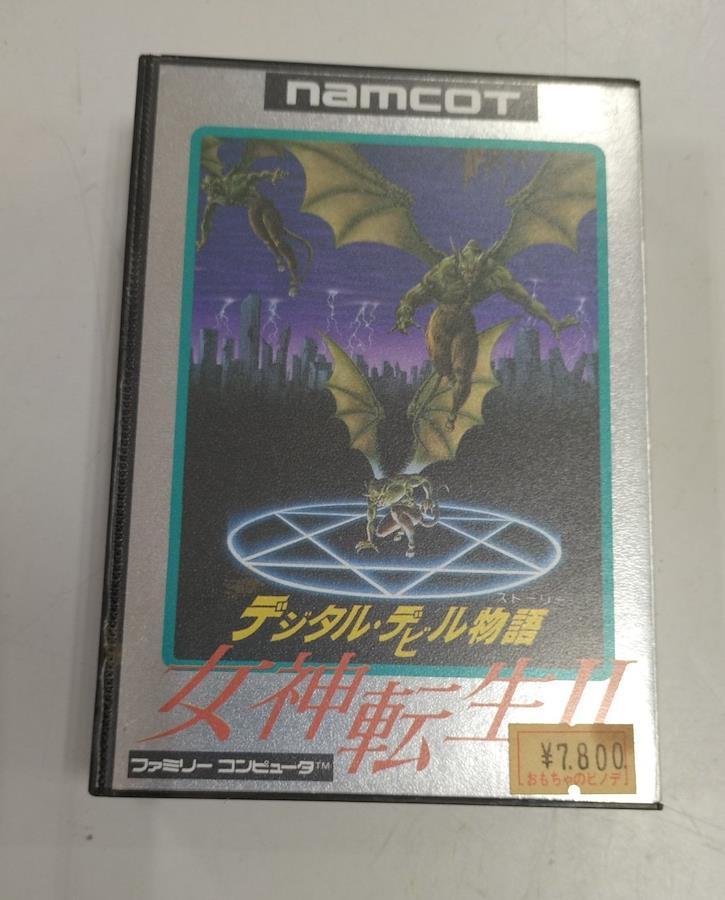 namcot
ストーリー
デジタル・デビル物語
女神転生II
ファミリーコンピュータ™
¥7.800
おもちゃのヒノデ